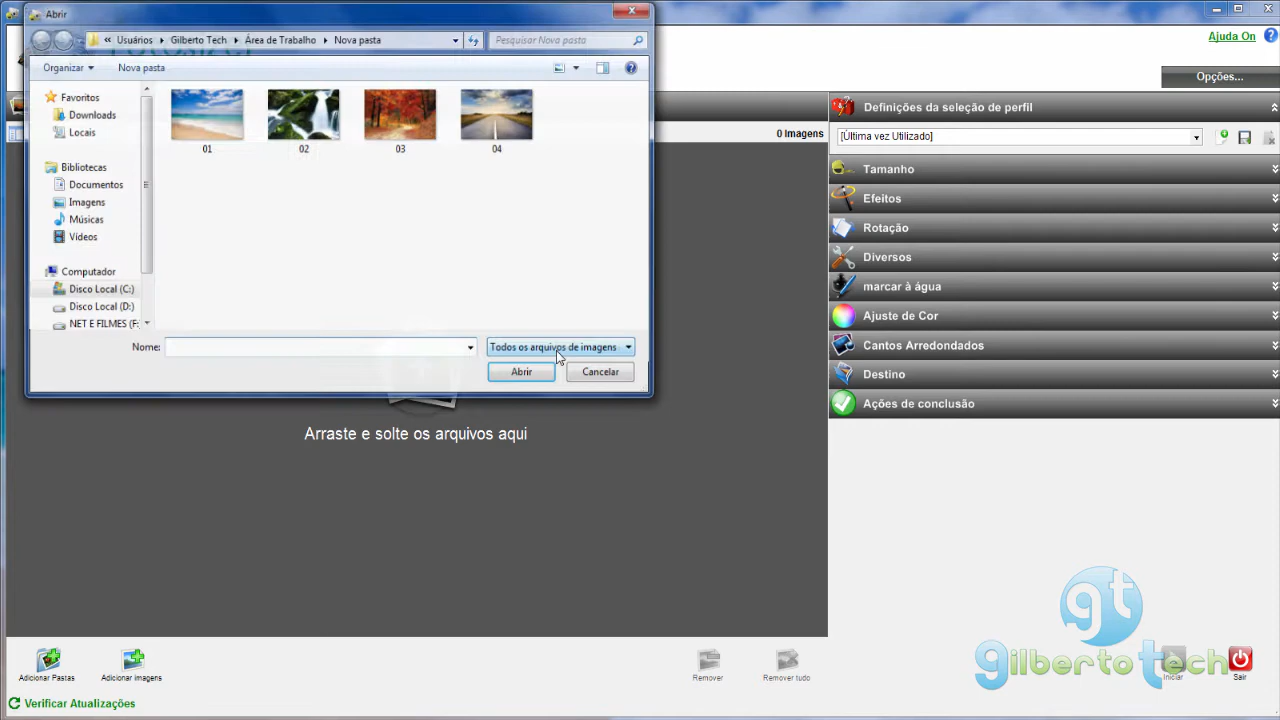 Abrir
Usuários Gilberto Tech Área de Trabalho Nova pasta
Pesquisar Nova pasta
Ajuda On
Organizar
Nova pasta
Opções...
Favoritos
Downloads
Locais
Bibliotecas
Documentos
Imagens
Músicas
Vídeos
Computador
Disco Local (C:)
Disco Local (D:)
NET E FILMES (F:
01
02
03
04
Nome:
Todos os arquivos de imagens
Abrir
Cancelar
0 Imagens
Arraste e solte os arquivos aqui
Definições da seleção de perfil
[Última vez Utilizado]
Tamanho
Efeitos
Rotação
Diversos
marcar à água
Ajuste de Cor
Cantos Arredondados
Destino
Ações de conclusão
gt
gilberto tech
Adicionar Pastas
Adicionar imagens
Remover
Remover tudo
Iniciar
Sair
Verificar Atualizações